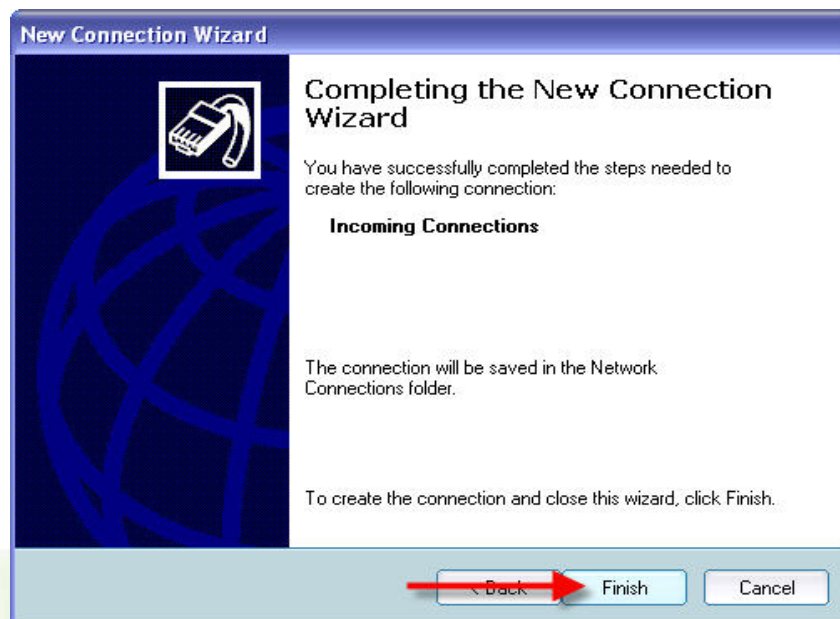 New Connection Wizard
Completing the New Connection
Wizard
You have successfully completed the steps needed to
create the following connection:
Incoming Connections
The connection will be saved in the Network
Connections folder.
To create the connection and close this wizard, click Finish.
< Back Finish Cancel